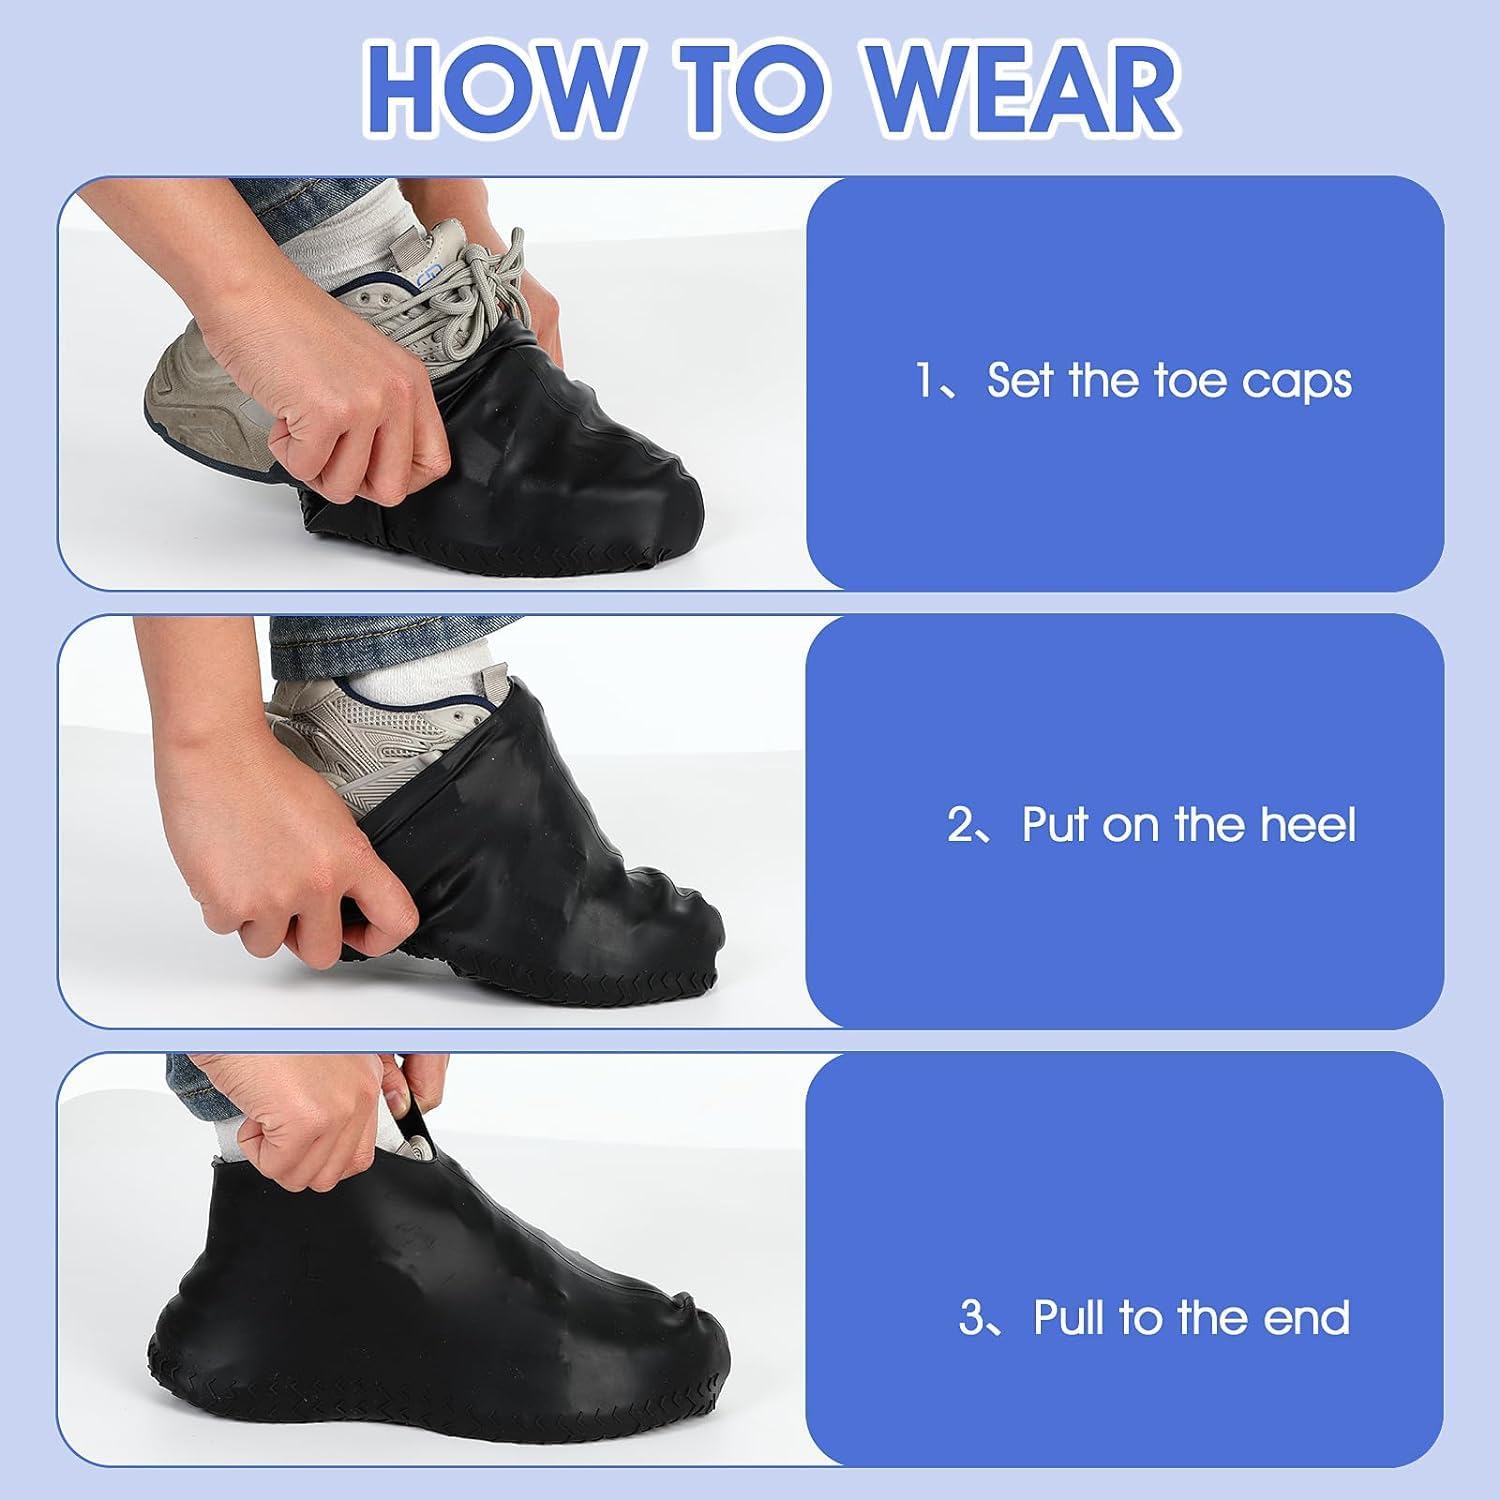 HOW TO WEAR
1、Set the toe caps
2、Put on the heel
3、Pull to the end